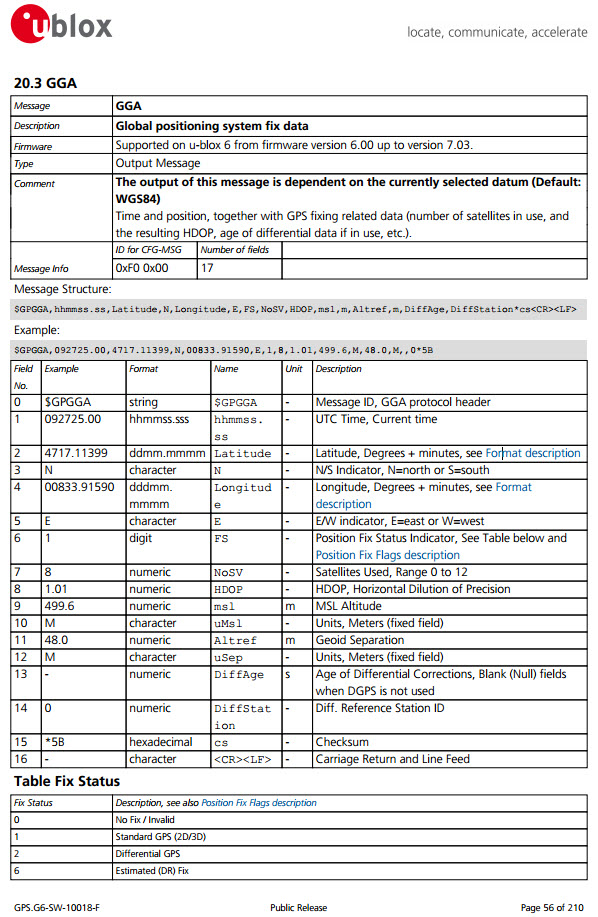 ublox
locate, communicate, accelerate
20.3 GGA
Message GGA
Description Global positioning system fix data
Firmware Supported on u-blox 6 from firmware version 6.00 up to version 7.03.
Type Output Message
Comment The output of this message is dependent on the currently selected datum (Default:
WGS84)
Time and position, together with GPS fixing related data (number of satellites in use, and
the resulting HDOP, age of differential data if in use, etc.).
ID for CFG-MSG Number of fields
Message Info 0xF0 0x00 17
Message Structure:
$GPGGA,hhmmss.ss,Latitude,N,Longitude,E,FS,NoSV,HDOP,msl,m,Altref,m,DiffAge,DiffStation*cs<CR><LF>
Example:
$GPGGA,092725.00,4717.11399,N,00833.91590,E,1,8,1.01,499.6,M,48.0,M,,0*5B
Field Example Format Name Unit Description
No.
0 $GPGGA string $GPGGA - Message ID, GGA protocol header
1 092725.00 hhmmss.sss hhmmss. - UTC Time, Current time
ss
2 4717.11399 ddmm.mmmm Latitude - Latitude, Degrees + minutes, see Format description
3 N character N - N/S Indicator, N=north or S=south
4 00833.91590 dddmm. Longitud - Longitude, Degrees + minutes, see Format
mmmm e description
5 E character E - E/W indicator, E=east or W=west
6 1 digit FS - Position Fix Status Indicator, See Table below and
Position Fix Flags description
7 8 numeric NoSV - Satellites Used, Range 0 to 12
8 1.01 numeric HDOP - HDOP, Horizontal Dilution of Precision
9 499.6 numeric msl m MSL Altitude
10 M character uMsl - Units, Meters (fixed field)
11 48.0 numeric Altref m Geoid Separation
12 M character uSep - Units, Meters (fixed field)
13 - numeric DiffAge s Age of Differential Corrections, Blank (Null) fields
when DGPS is not used
14 0 numeric DiffStat - Diff. Reference Station ID
ion
15 *5B hexadecimal cs - Checksum
16 - character <CR><LF> - Carriage Return and Line Feed
Table Fix Status
Fix Status Description, see also Position Fix Flags description
0 No Fix / Invalid
1 Standard GPS (2D/3D)
2 Differential GPS
6 Estimated (DR) Fix
GPS.G6-SW-10018-F Public Release Page 56 of 210